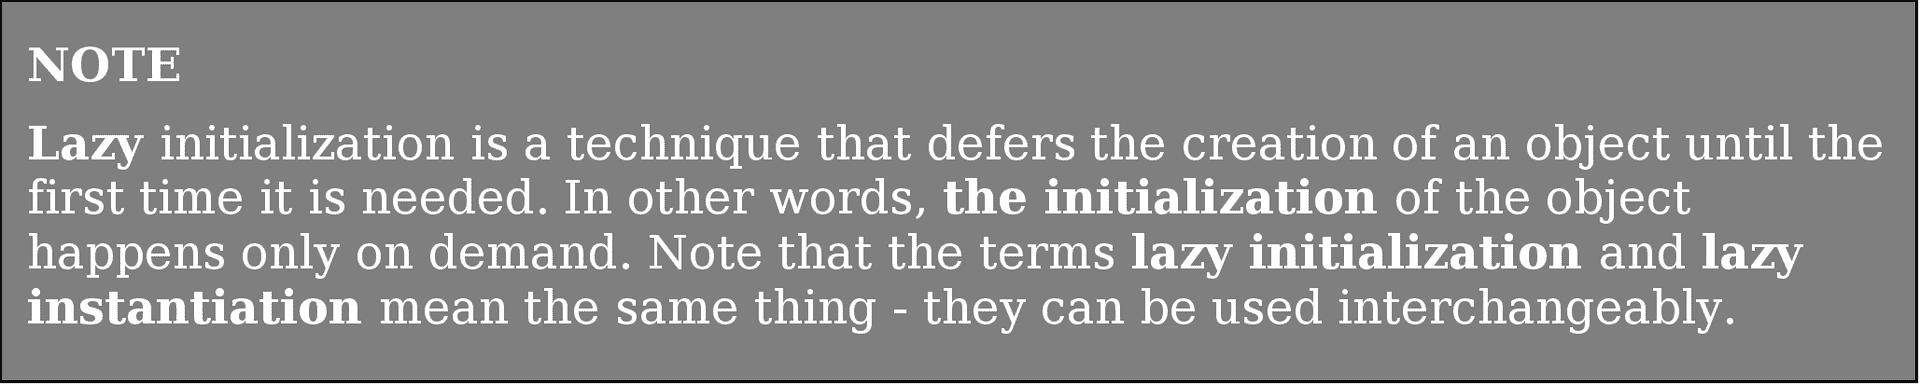 NOTE
Lazy initialization is a technique that defers the creation of an object until the
first time it is needed. In other words, the initialization of the object
happens only on demand. Note that the terms lazy initialization and lazy
instantiation mean the same thing - they can be used interchangeably.